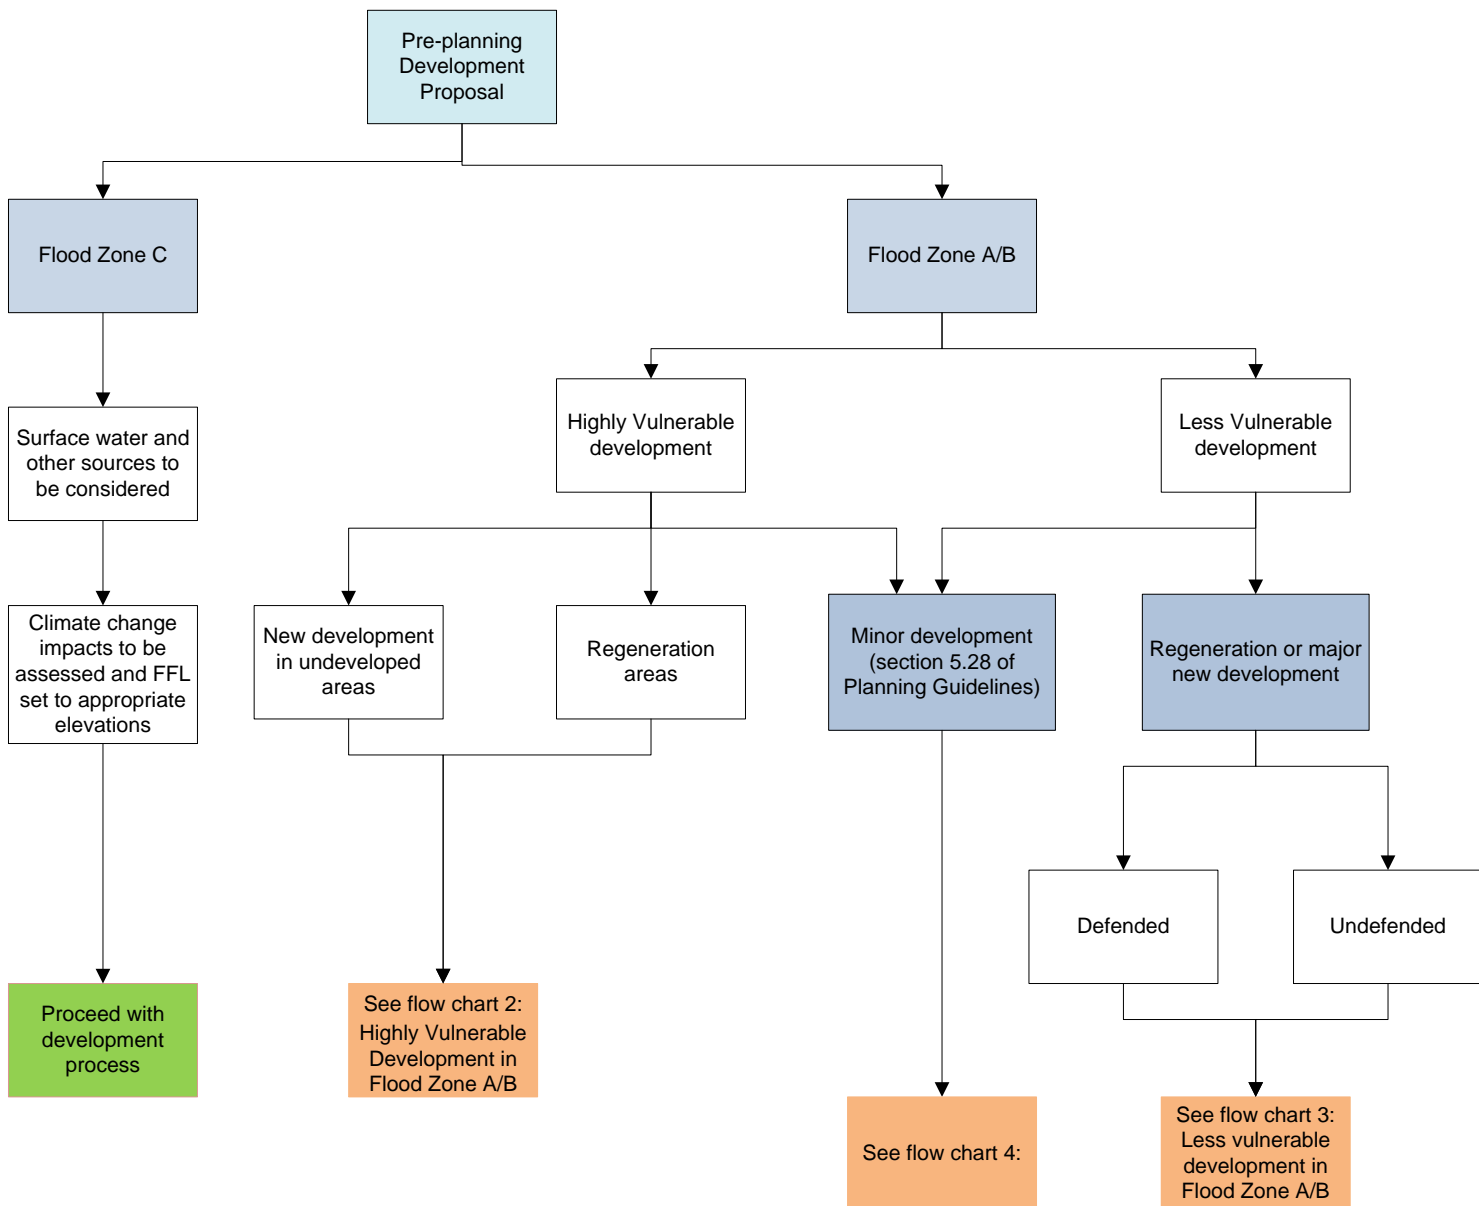 Pre-planning
Development
Proposal
Flood Zone C
Flood Zone A/B
Highly Vulnerable
development
Less Vulnerable
development
Surface water and
other sources to
be considered
Climate change
impacts to be
assessed and FFL
set to appropriate
elevations
New development
in undeveloped
areas
Regeneration
areas
Minor development
(section 5.28 of
Planning Guidelines)
Regeneration or major
new development
Defended
Undefended
Proceed with
development
process
See flow chart 2:
Highly Vulnerable
Development in
Flood Zone A/B
See flow chart 4:
See flow chart 3:
Less vulnerable
development in
Flood Zone A/B